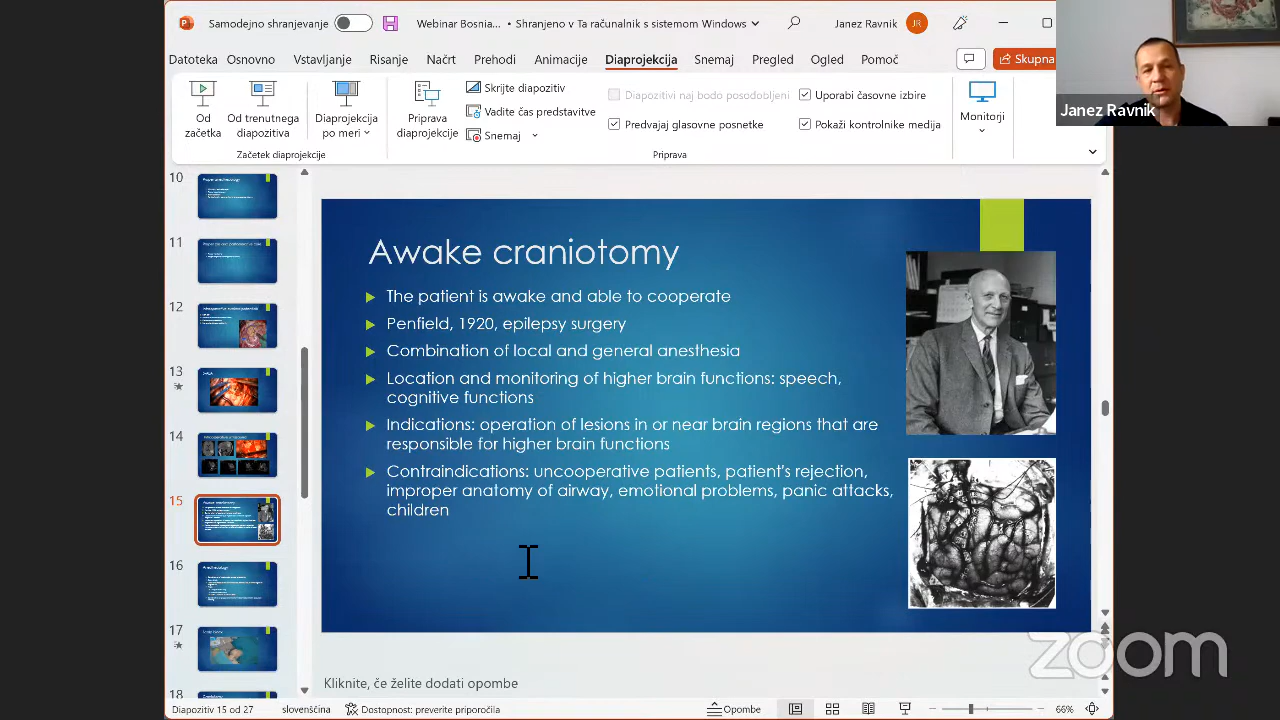 Samodejno shranjevanje
Webinar Bosnia... • Shranjeno v Ta računalnik s sistemom Windows
Janez Ravnik
JR
Datoteka Osnovno Vstavljanje Risanje Načrt Prehodi Animacije Diaprojekcija Snemaj Pregled Ogled Pomoč
Skupna
Janez Ravnik
Od začetka
Od trenutnega diapozitiva
Diaprojekcija po meri
Priprava diaprojekcije
Skrijte diapozitiv
Vadite čas predstavitve
Snemaj
Diapozitivi naj bodo posodobljeni
Predvajaj glasovne posnetke
Uporabi časovne izbire
Pokaži kontrolnike medija
Monitorji
Začetek diaprojekcije
Priprava
10
11
12
13
14
15
16
17
18
Awake craniotomy
The patient is awake and able to cooperate
Penfield, 1920, epilepsy surgery
Combination of local and general anesthesia
Location and monitoring of higher brain functions: speech,
cognitive functions
Indications: operation of lesions in or near brain regions that are
responsible for higher brain functions
Contraindications: uncooperative patients, patient's rejection,
improper anatomy of airway, emotional problems, panic attacks,
children
zoom
Kliknite, če želite dodati opombe
Diapozitiv 15 od 27 slovenščina Dostopnost: preverite priporočila Opombe 66%